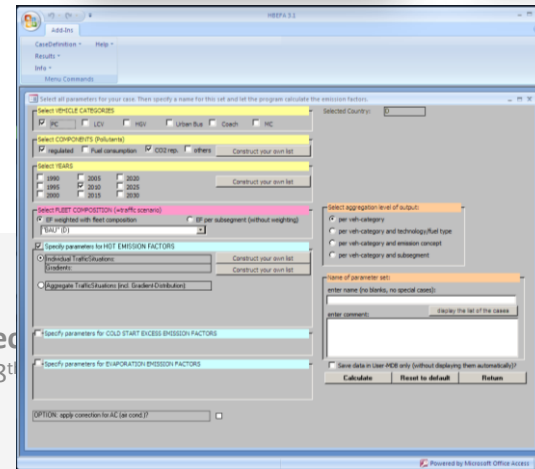 HBEFA 3.1
Add-Ins
CaseDefinition Help
Results
Info
Menu Commands
Select all parameters for your case. Then specify a name for this set and let the program calculate the emission factors.
Select VEHICLE CATEGORIES
PC LCV HGV Urban Bus Coach MC
Selected Country: D
Select COMPONENTS (Pollutants)
regulated Fuel consumption CO2 rep. others Construct your own list
Select YEARS
1990 2005 2020
1995 2010 2025
2000 2015 2030
Construct your own list
Select FLEET COMPOSITION (=traffic scenario)
EF weighted with fleet composition EF per subsegment (without weighting)
"BAU" (D)
Select aggregation level of output:
per veh-category
per veh-category and technology/fuel type
per veh-category and emission concept
per veh-category and subsegment
Specify parameters for HOT EMISSION FACTORS
Individual TrafficSituations: Construct your own list
Gradients: Construct your own list
Aggregate TrafficSituations (incl. Gradient-Distribution)
Name of parameter set:
enter name (no blanks, no special cases):
enter comment: display the list of the cases
Specify parameters for COLD START EXCESS EMISSION FACTORS
Specify parameters for EVAPORATION EMISSION FACTORS
Save data in User-MDB only (without displaying them automatically)?
Calculate Reset to default Return
OPTION: apply correction for AC (air cond.)?
Powered by Microsoft Office Access